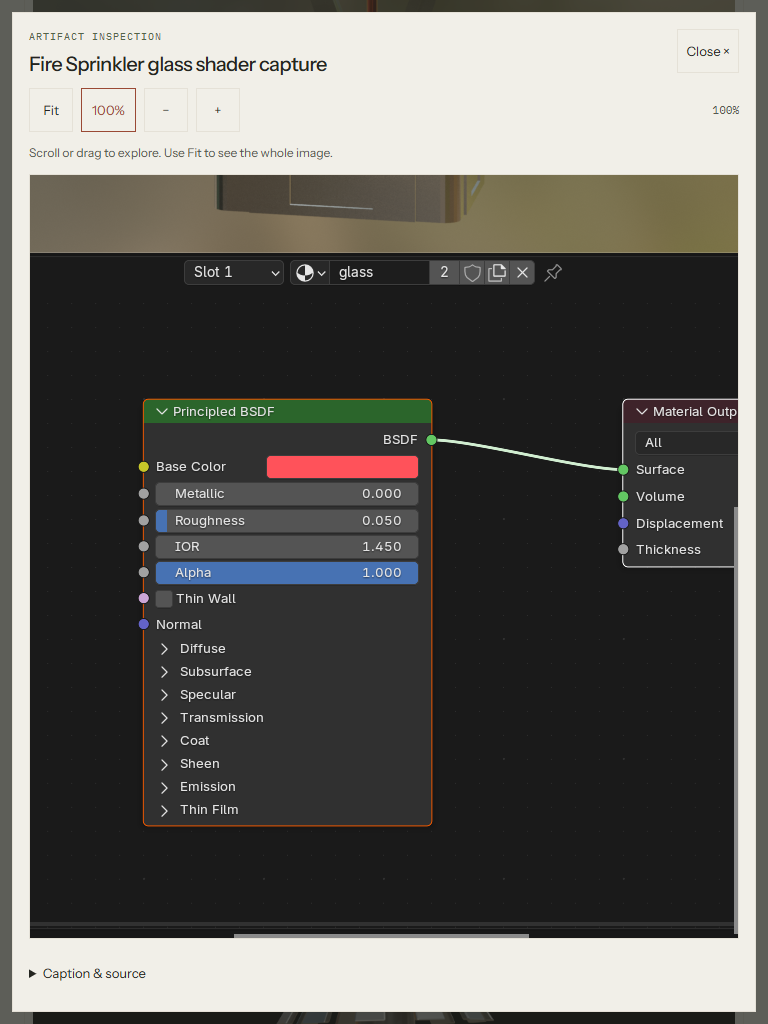 ARTIFACT INSPECTION
Fire Sprinkler glass shader capture
Close ×
Fit
100%
−
+
100%
Scroll or drag to explore. Use Fit to see the whole image.
Slot 1
glass
2
Principled BSDF
BSDF
Base Color
Metallic 0.000
Roughness 0.050
IOR 1.450
Alpha 1.000
Thin Wall
Normal
Diffuse
Subsurface
Specular
Transmission
Coat
Sheen
Emission
Thin Film
Material Outp
All
Surface
Volume
Displacement
Thickness
Caption & source